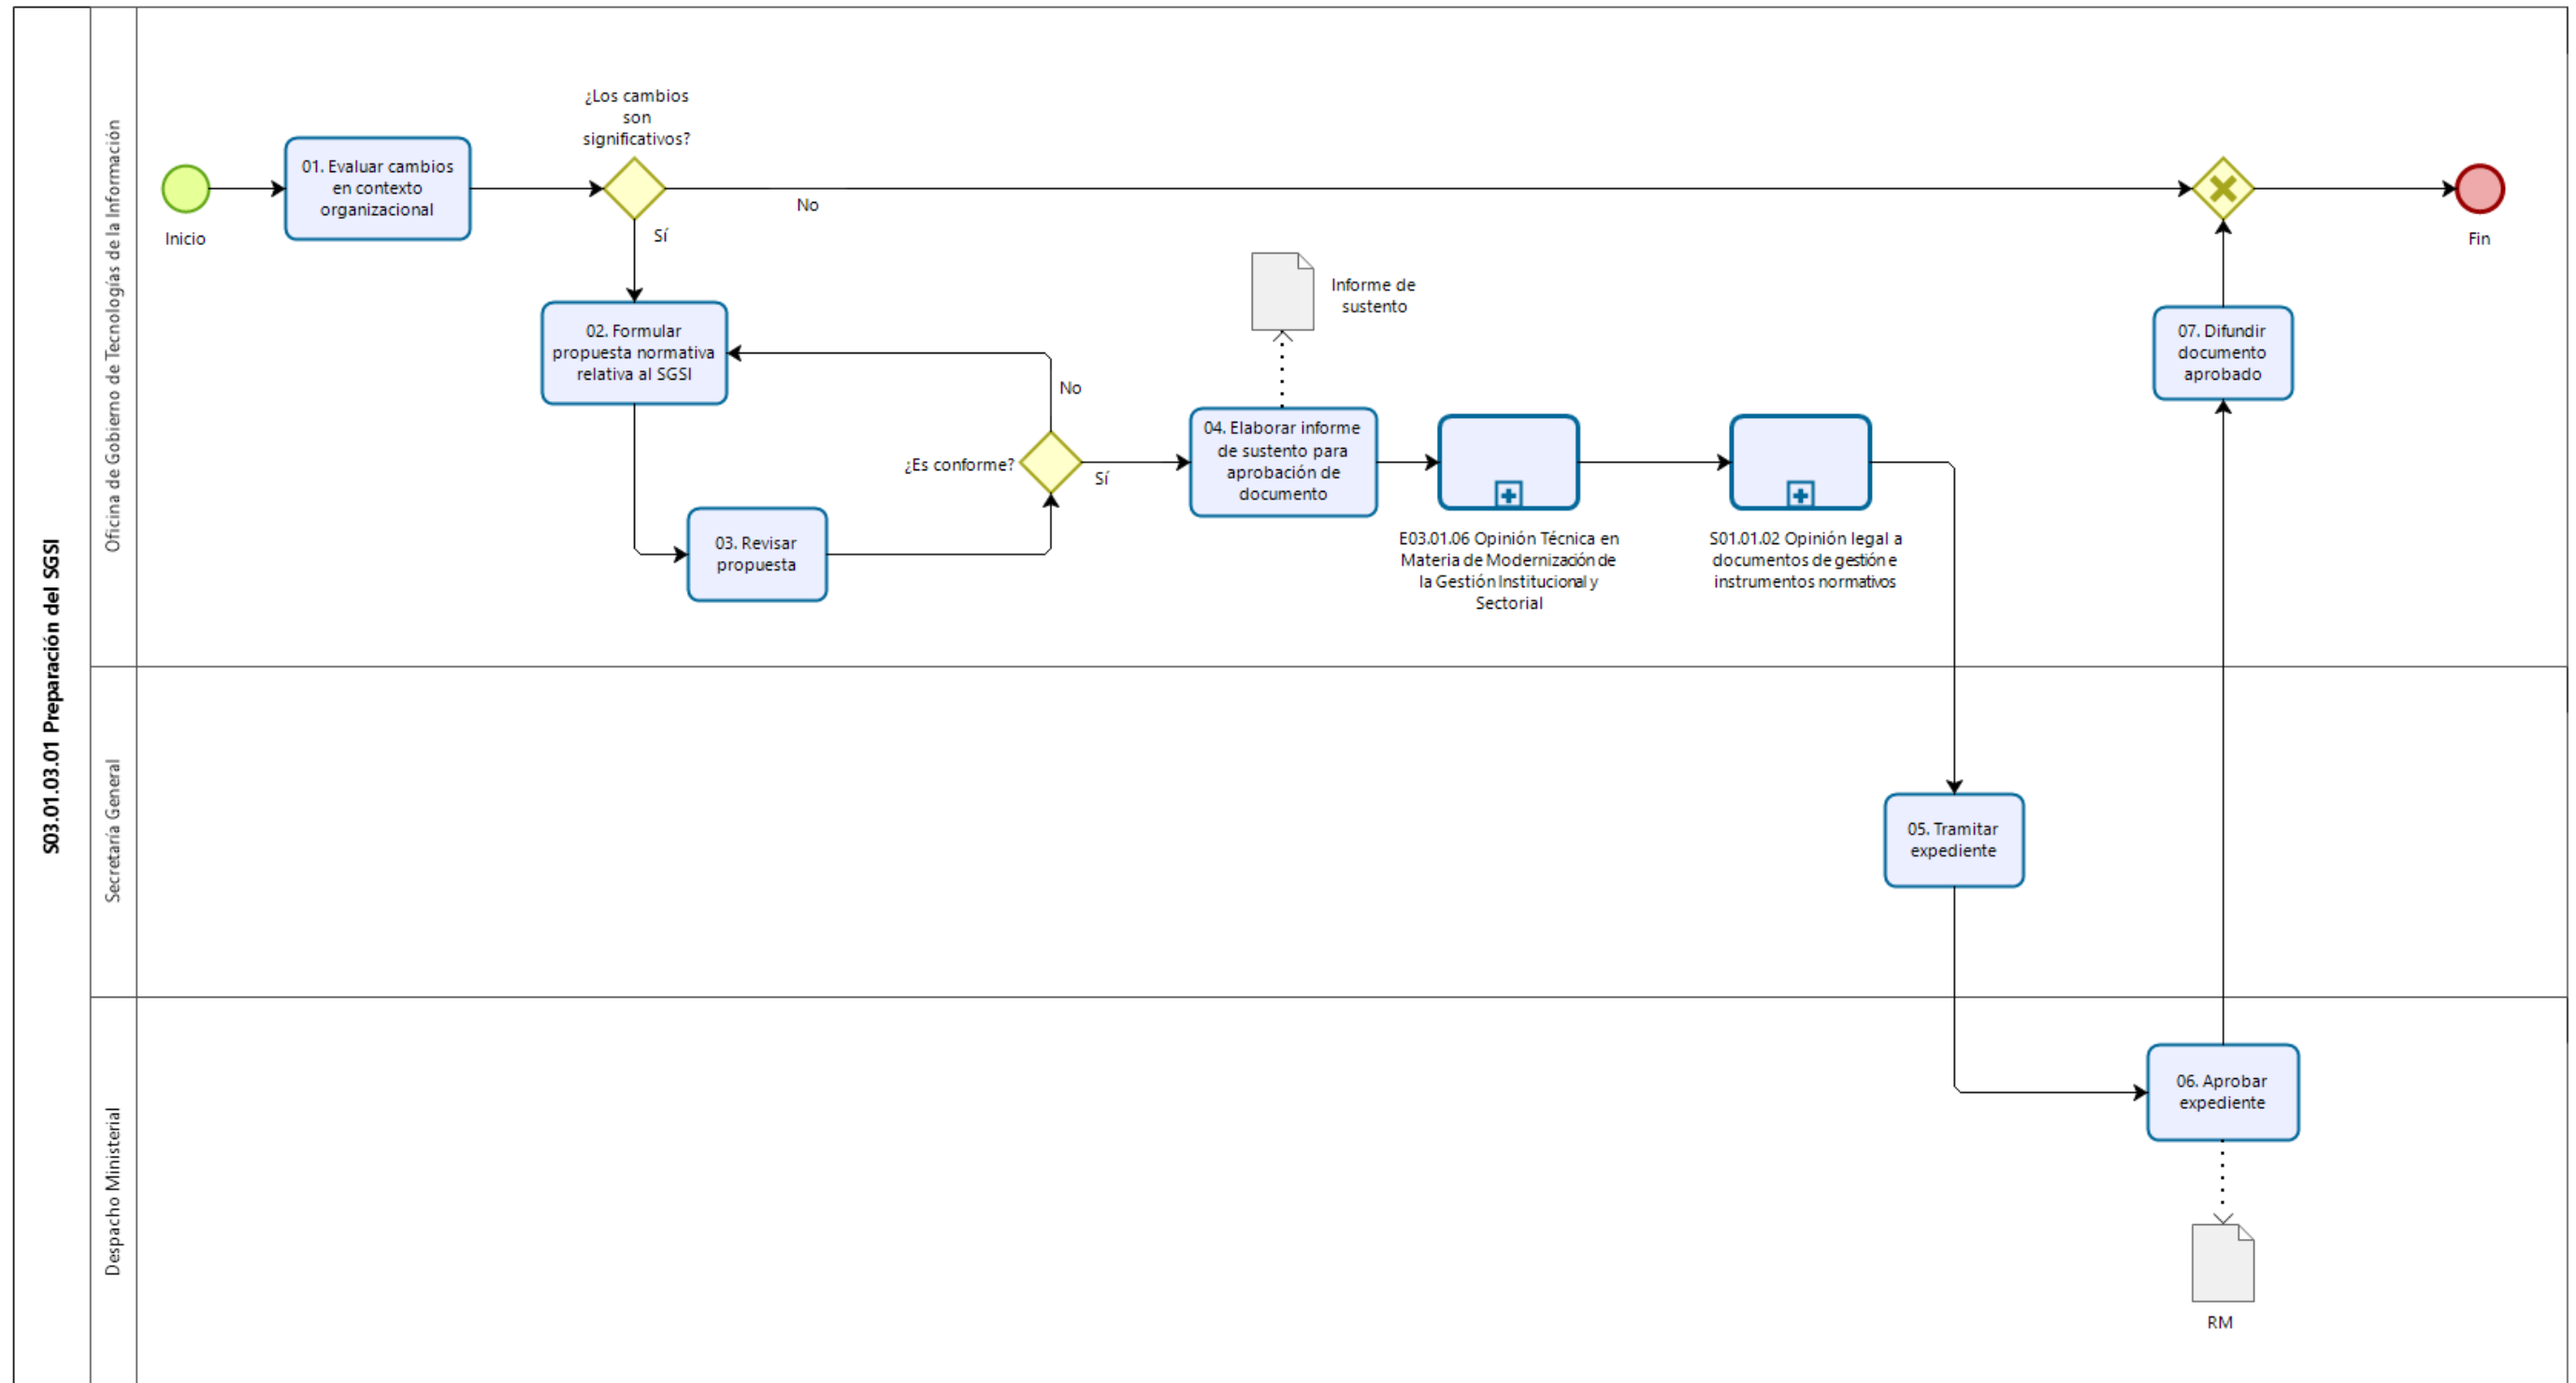 S03.01.03.01 Preparación del SGSI
Oficina de Gobierno de Tecnologías de la Información
Inicio
01. Evaluar cambios
en contexto
organizacional
¿Los cambios
son
significativos?
No
Sí
02. Formular
propuesta normativa
relativa al SGSI
03. Revisar
propuesta
¿Es conforme?
No
Sí
Informe de
sustento
04. Elaborar informe
de sustento para
aprobación de
documento
E03.01.06 Opinión Técnica en
Materia de Modernización de
la Gestión Institucional y
Sectorial
S01.01.02 Opinión legal a
documentos de gestión e
instrumentos normativos
07. Difundir
documento
aprobado
Fin
Secretaría General
05. Tramitar
expediente
Despacho Ministerial
06. Aprobar
expediente
RM